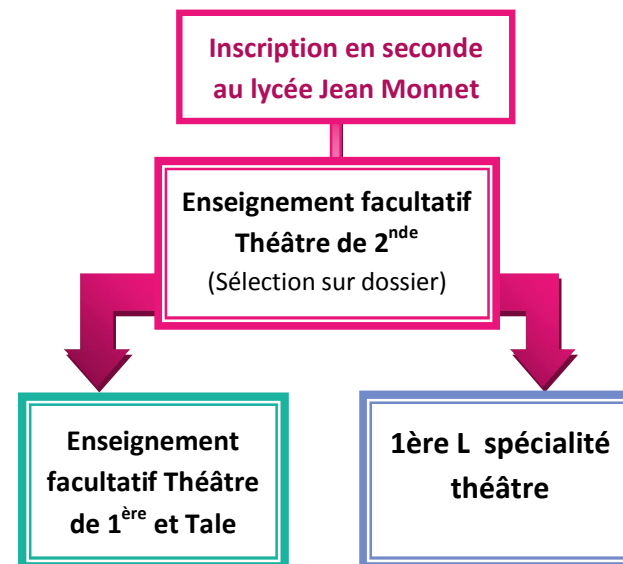 Inscription en seconde
au lycée Jean Monnet
Enseignement facultatif
Théâtre de 2nde
(Sélection sur dossier)
Enseignement
facultatif Théâtre
de 1ère et Tale
1ère L spécialité
théâtre